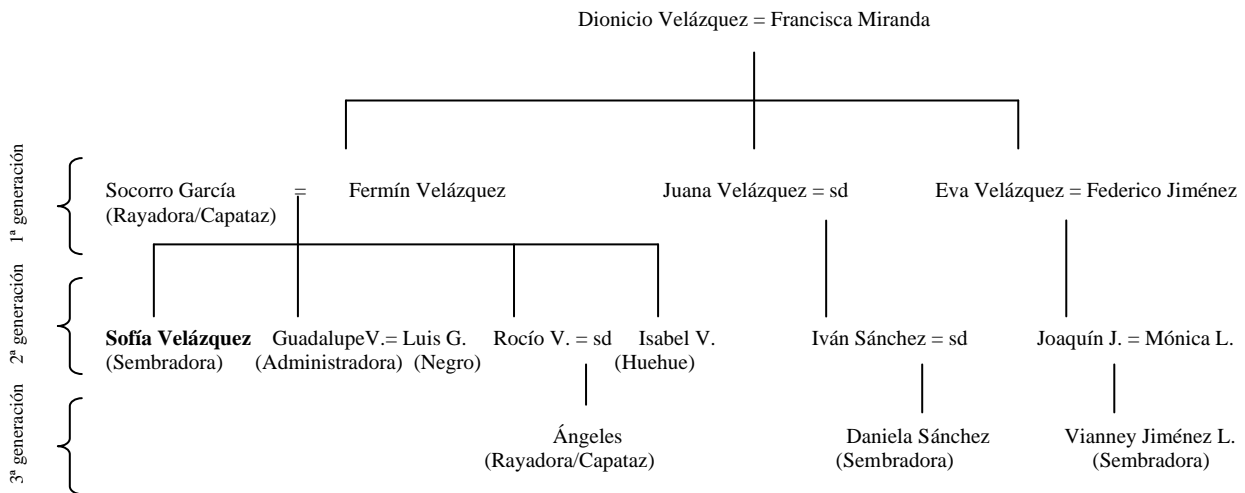 Dionicio Velázquez = Francisca Miranda
1ª generación
Socorro García = Fermín Velázquez Juana Velázquez = sd Eva Velázquez = Federico Jiménez
(Rayadora/Capataz)
2ª generación
Sofía Velázquez GuadalupeV.= Luis G. Rocío V. = sd Isabel V. Iván Sánchez = sd Joaquín J. = Mónica L.
(Sembradora) (Administradora) (Negro) (Huehue)
3ª generación
Ángeles Daniela Sánchez Vianney Jiménez L.
(Rayadora/Capataz) (Sembradora) (Sembradora)